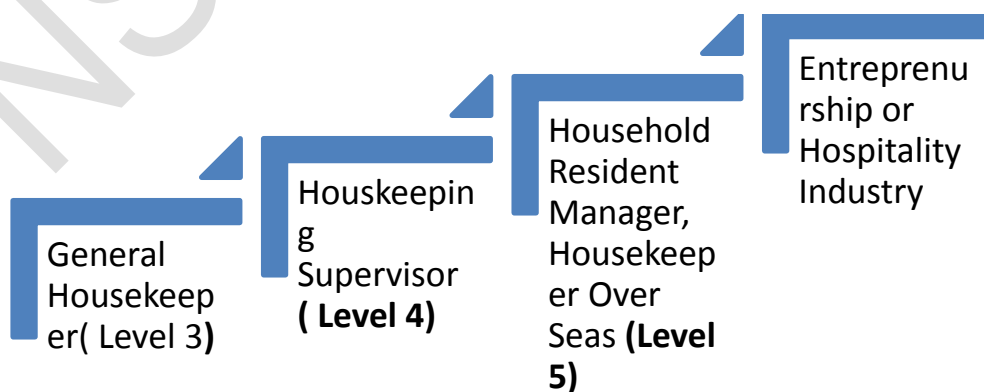 General
Housekeep
er( Level 3)
Houskeepin
g
Supervisor
( Level 4)
Household
Resident
Manager,
Housekeep
er Over
Seas (Level
5)
Entreprenu
rship or
Hospitality
Industry